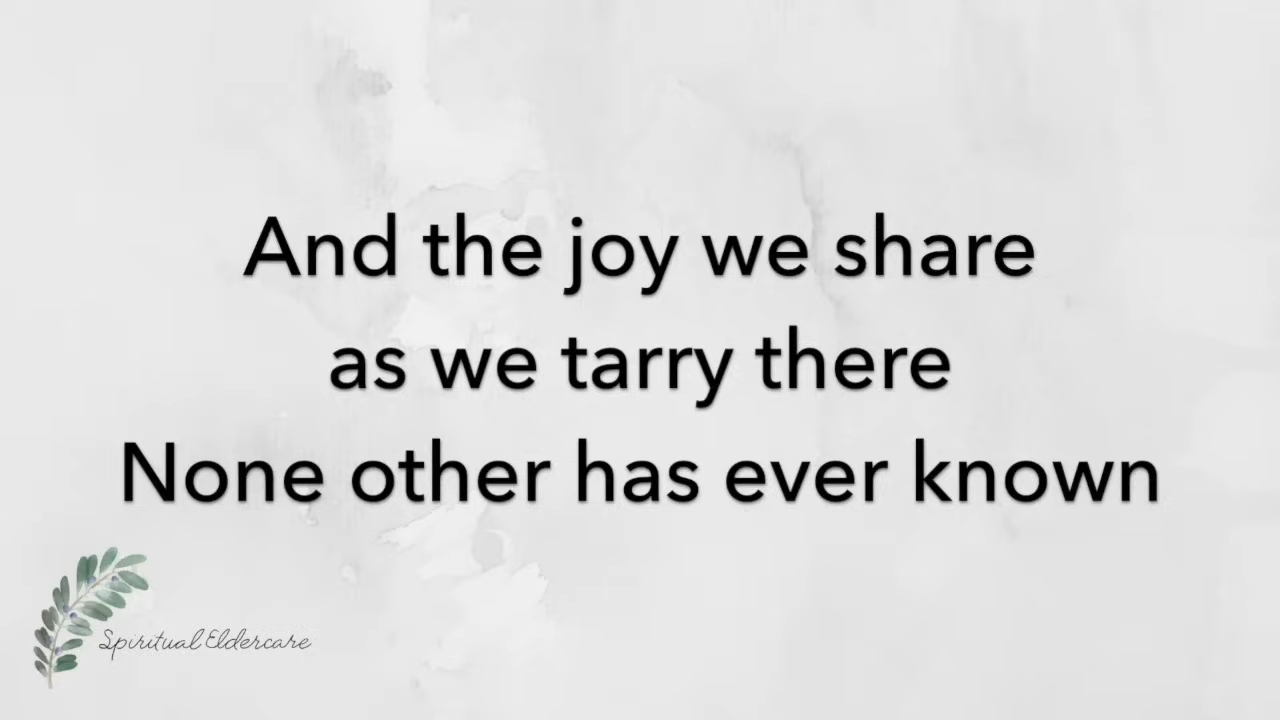 And the joy we share
as we tarry there
None other has ever known
Spiritual Eldercare